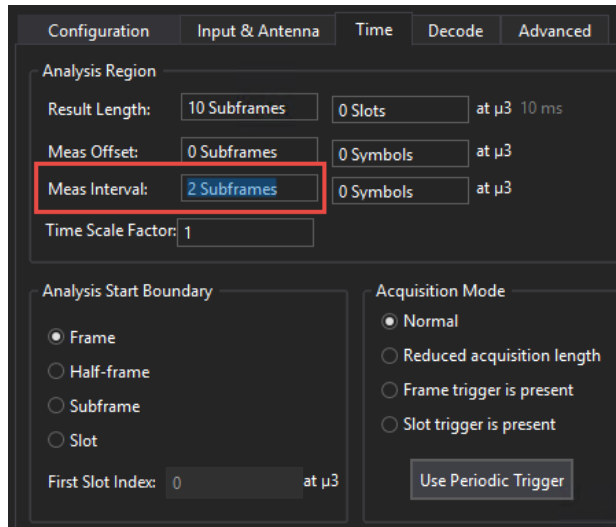 Configuration Input & Antenna Time Decode Advanced
Analysis Region
Result Length: 10 Subframes 0 Slots at µ3 10 ms
Meas Offset: 0 Subframes 0 Symbols at µ3
Meas Interval: 2 Subframes 0 Symbols at µ3
Time Scale Factor: 1
Analysis Start Boundary
Frame
Half-frame
Subframe
Slot
First Slot Index: 0 at µ3
Acquisition Mode
Normal
Reduced acquisition length
Frame trigger is present
Slot trigger is present
Use Periodic Trigger